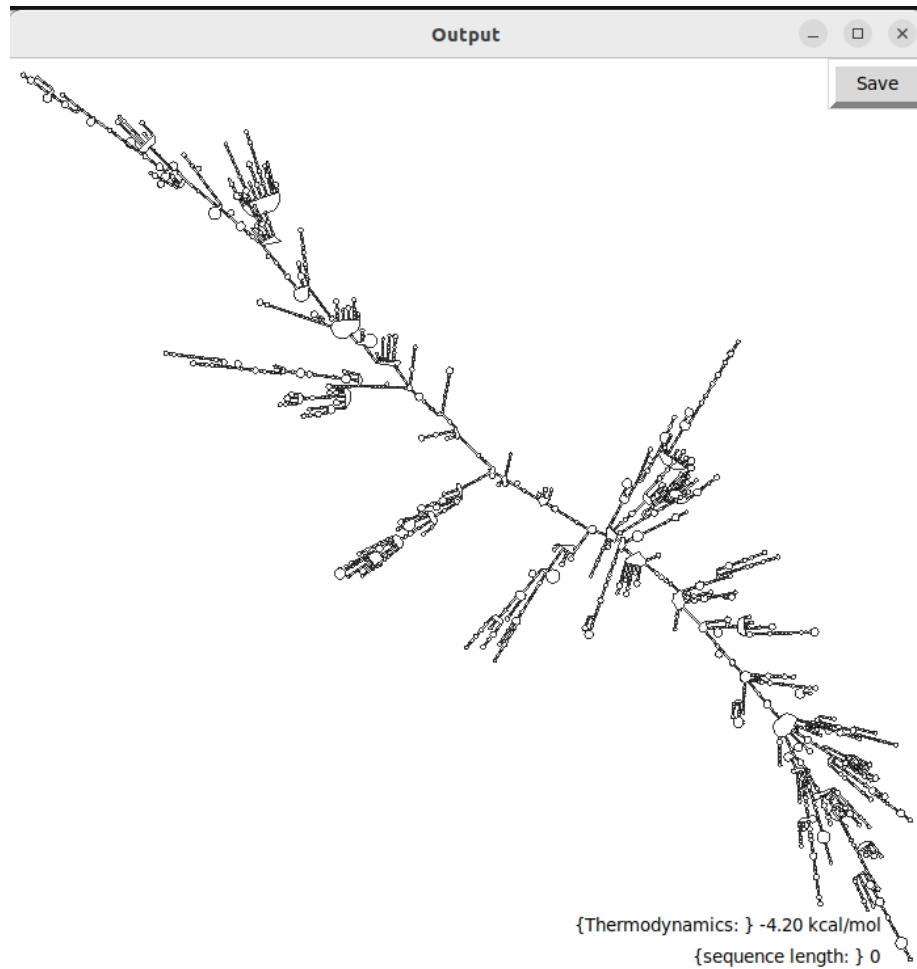 Output
Save
{Thermodynamics: } -4.20 kcal/mol
{sequence length: } 0